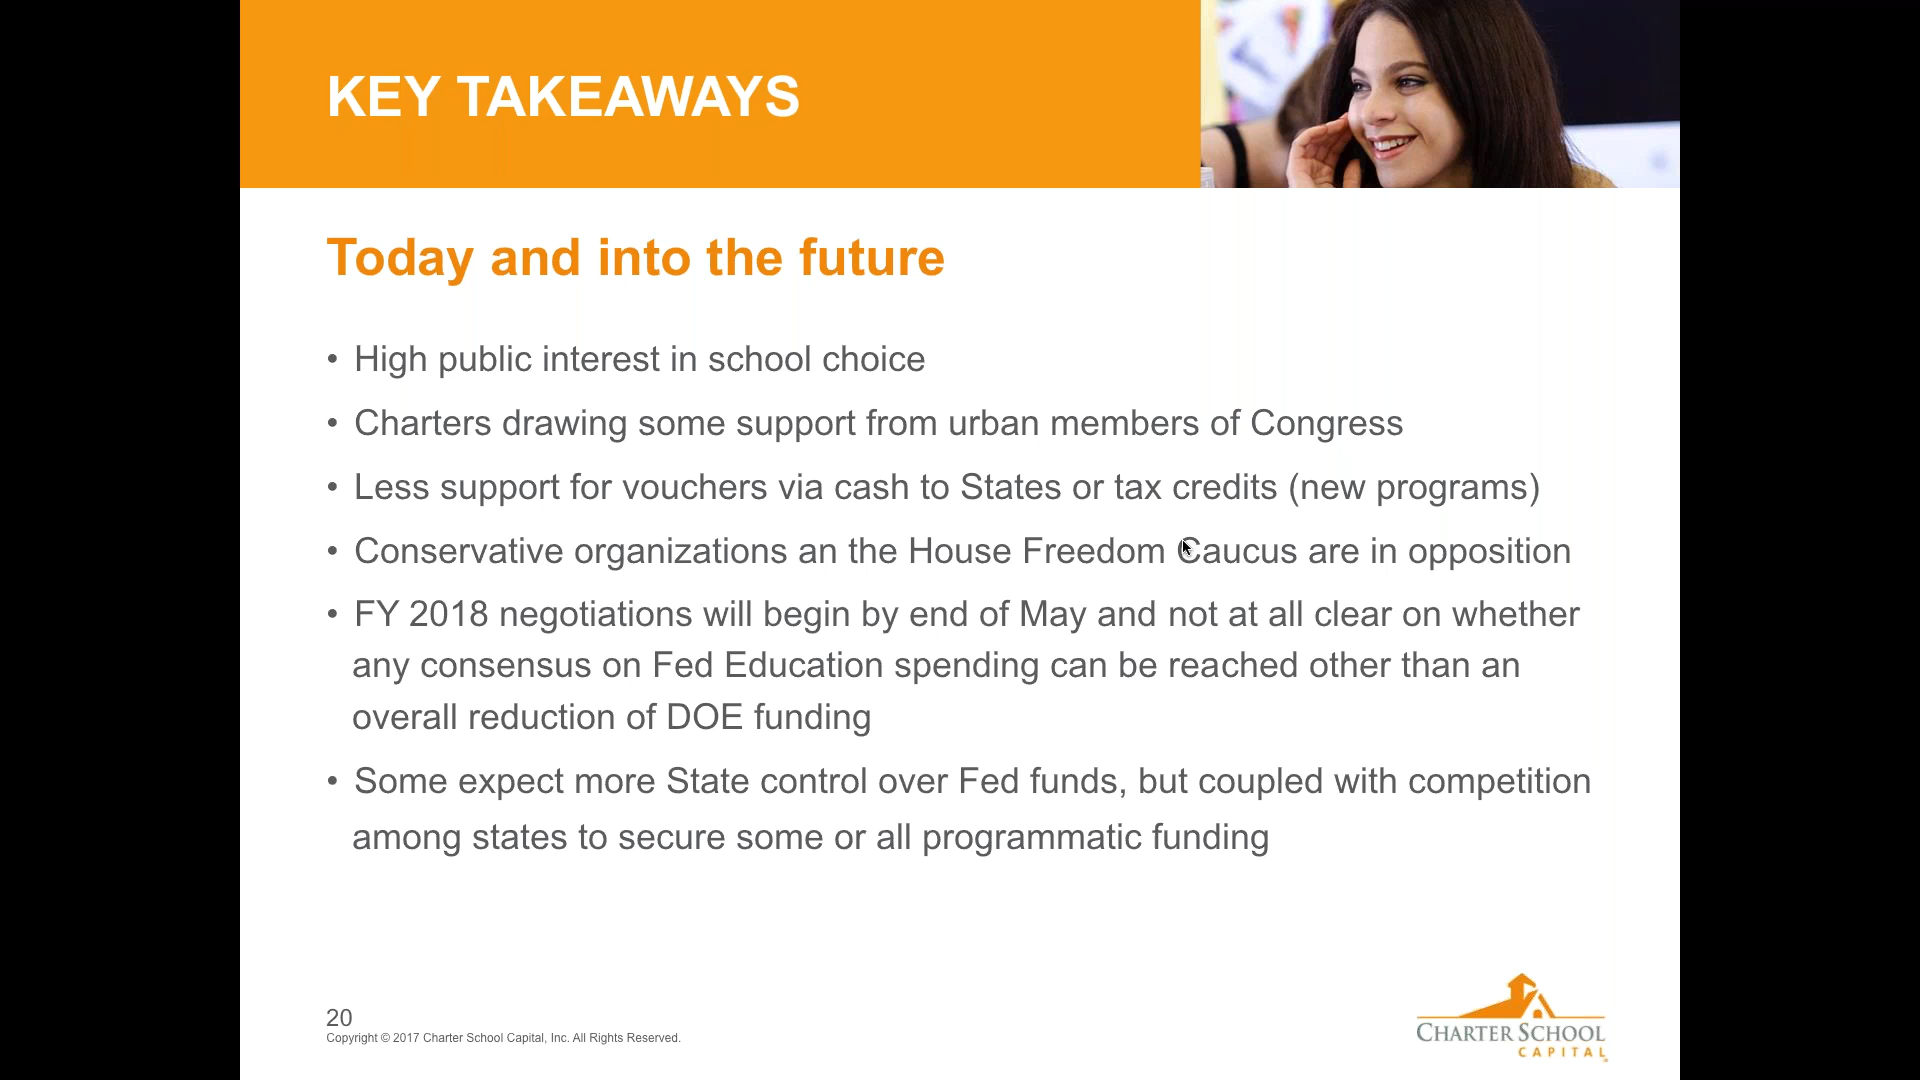 KEY TAKEAWAYS
Today and into the future
• High public interest in school choice
• Charters drawing some support from urban members of Congress
• Less support for vouchers via cash to States or tax credits (new programs)
• Conservative organizations an the House Freedom Caucus are in opposition
• FY 2018 negotiations will begin by end of May and not at all clear on whether
any consensus on Fed Education spending can be reached other than an
overall reduction of DOE funding
• Some expect more State control over Fed funds, but coupled with competition
among states to secure some or all programmatic funding
20
Copyright © 2017 Charter School Capital, Inc. All Rights Reserved.
CHARTER SCHOOL
CAPITAL